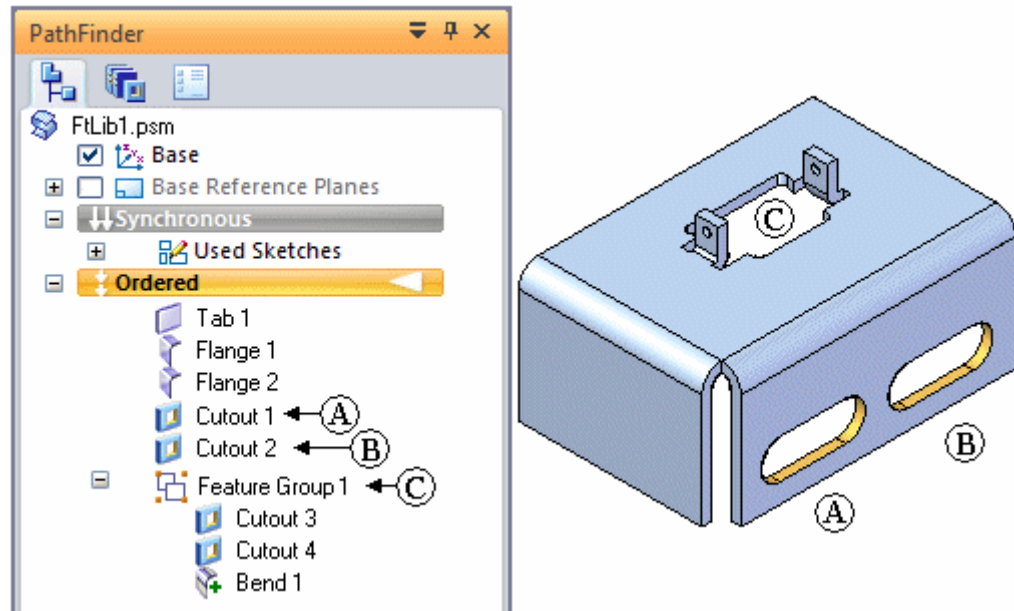 PathFinder
FtLib1.psm
Base
Base Reference Planes
Synchronous
Used Sketches
Ordered
Tab 1
Flange 1
Flange 2
Cutout 1 A
Cutout 2 B
Feature Group 1 C
Cutout 3
Cutout 4
Bend 1
C
B
A